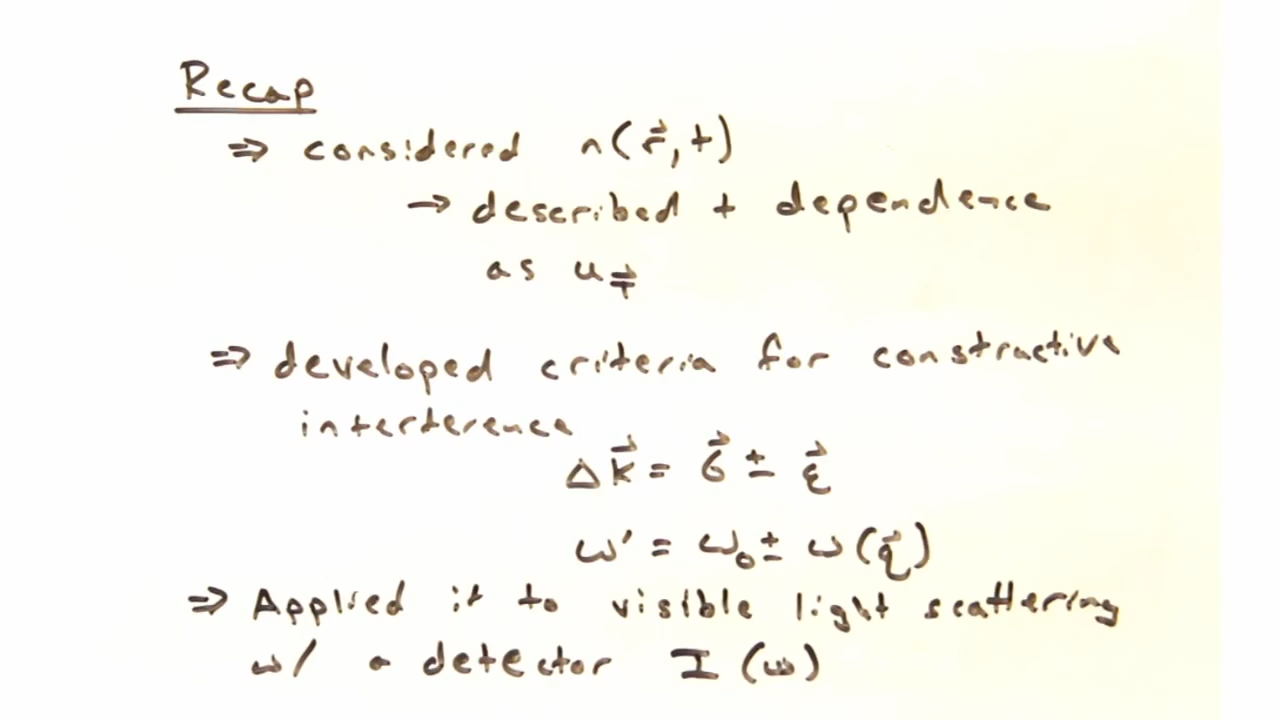 Recap
⇒ considered n(r⃗,t)
→ described t dependence
as u_T⃗
⇒ developed criteria for constructive
interference
Δk⃗ = G⃗ ± q⃗
ω' = ω₀ ± ω(q⃗)
⇒ Applied it to visible light scattering
w/ a detector I(ω)